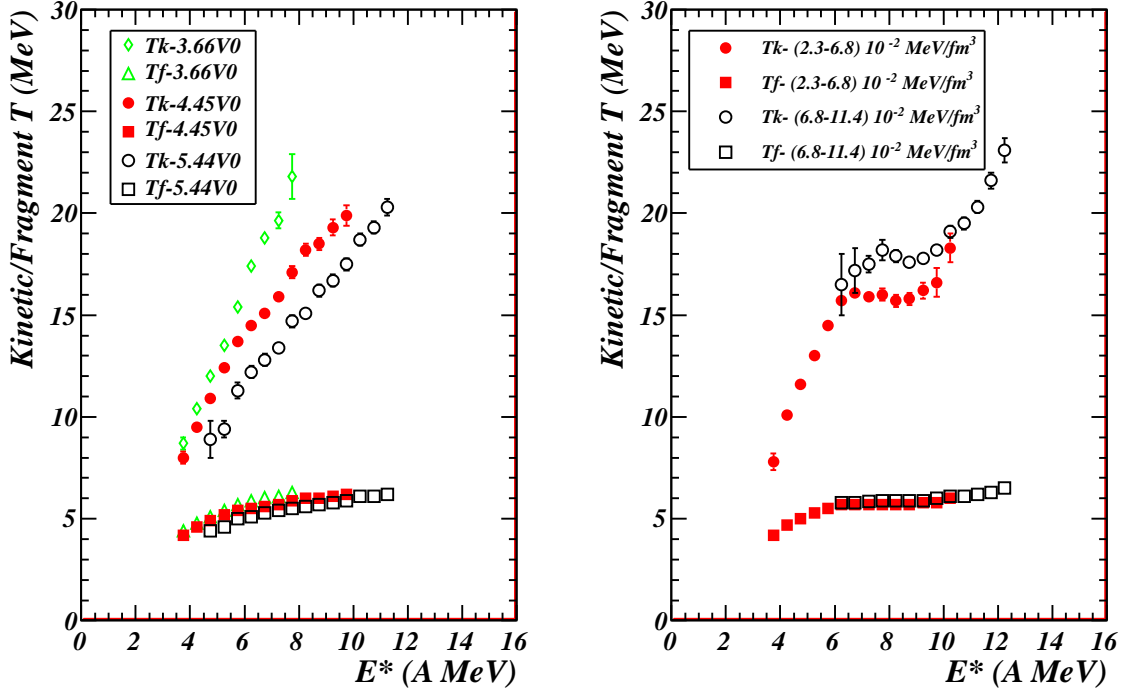 Kinetic/Fragment T (MeV)
30
25
20
15
10
5
0
Tk-3.66V0
Tf-3.66V0
Tk-4.45V0
Tf-4.45V0
Tk-5.44V0
Tf-5.44V0
0 2 4 6 8 10 12 14 16
E* (A MeV)
Kinetic/Fragment T (MeV)
30
25
20
15
10
5
0
Tk- (2.3-6.8) 10⁻² MeV/fm³
Tf- (2.3-6.8) 10⁻² MeV/fm³
Tk- (6.8-11.4) 10⁻² MeV/fm³
Tf- (6.8-11.4) 10⁻² MeV/fm³
0 2 4 6 8 10 12 14 16
E* (A MeV)